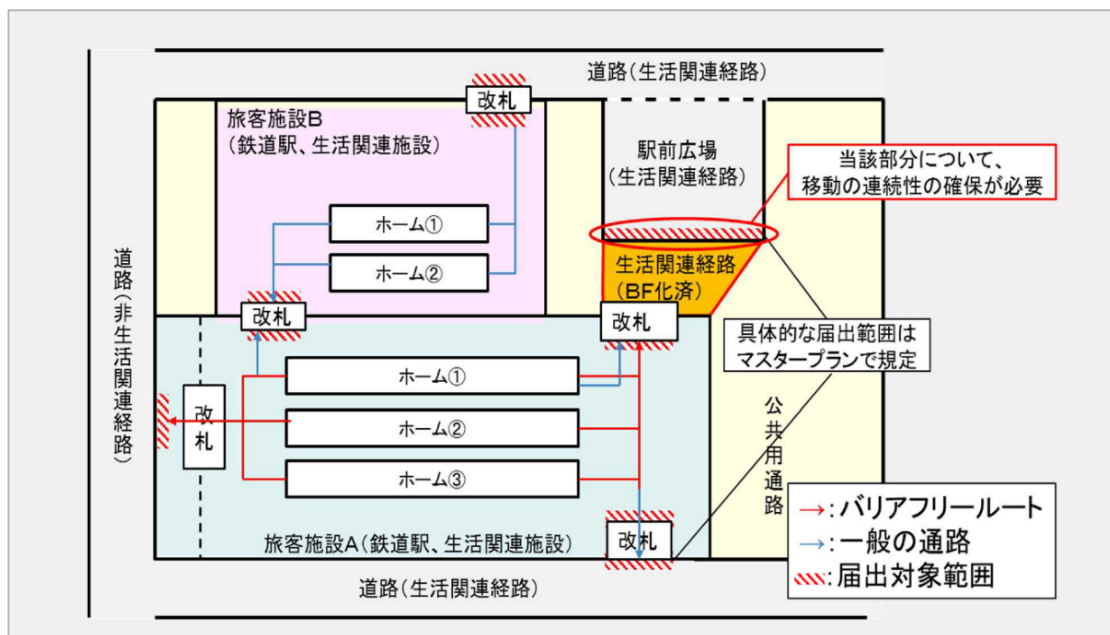 道路(生活関連経路)
改札
旅客施設B
(鉄道駅、生活関連施設)
駅前広場
(生活関連経路)
当該部分について、
移動の連続性の確保が必要
ホーム①
ホーム②
生活関連経路
(BF化済)
道路(非生活関連経路)
改札
改札
具体的な届出範囲は
マスタープランで規定
ホーム①
改札
ホーム②
ホーム③
公共用通路
旅客施設A(鉄道駅、生活関連施設)
改札
道路(生活関連経路)
→:バリアフリールート
→:一般の通路
:届出対象範囲